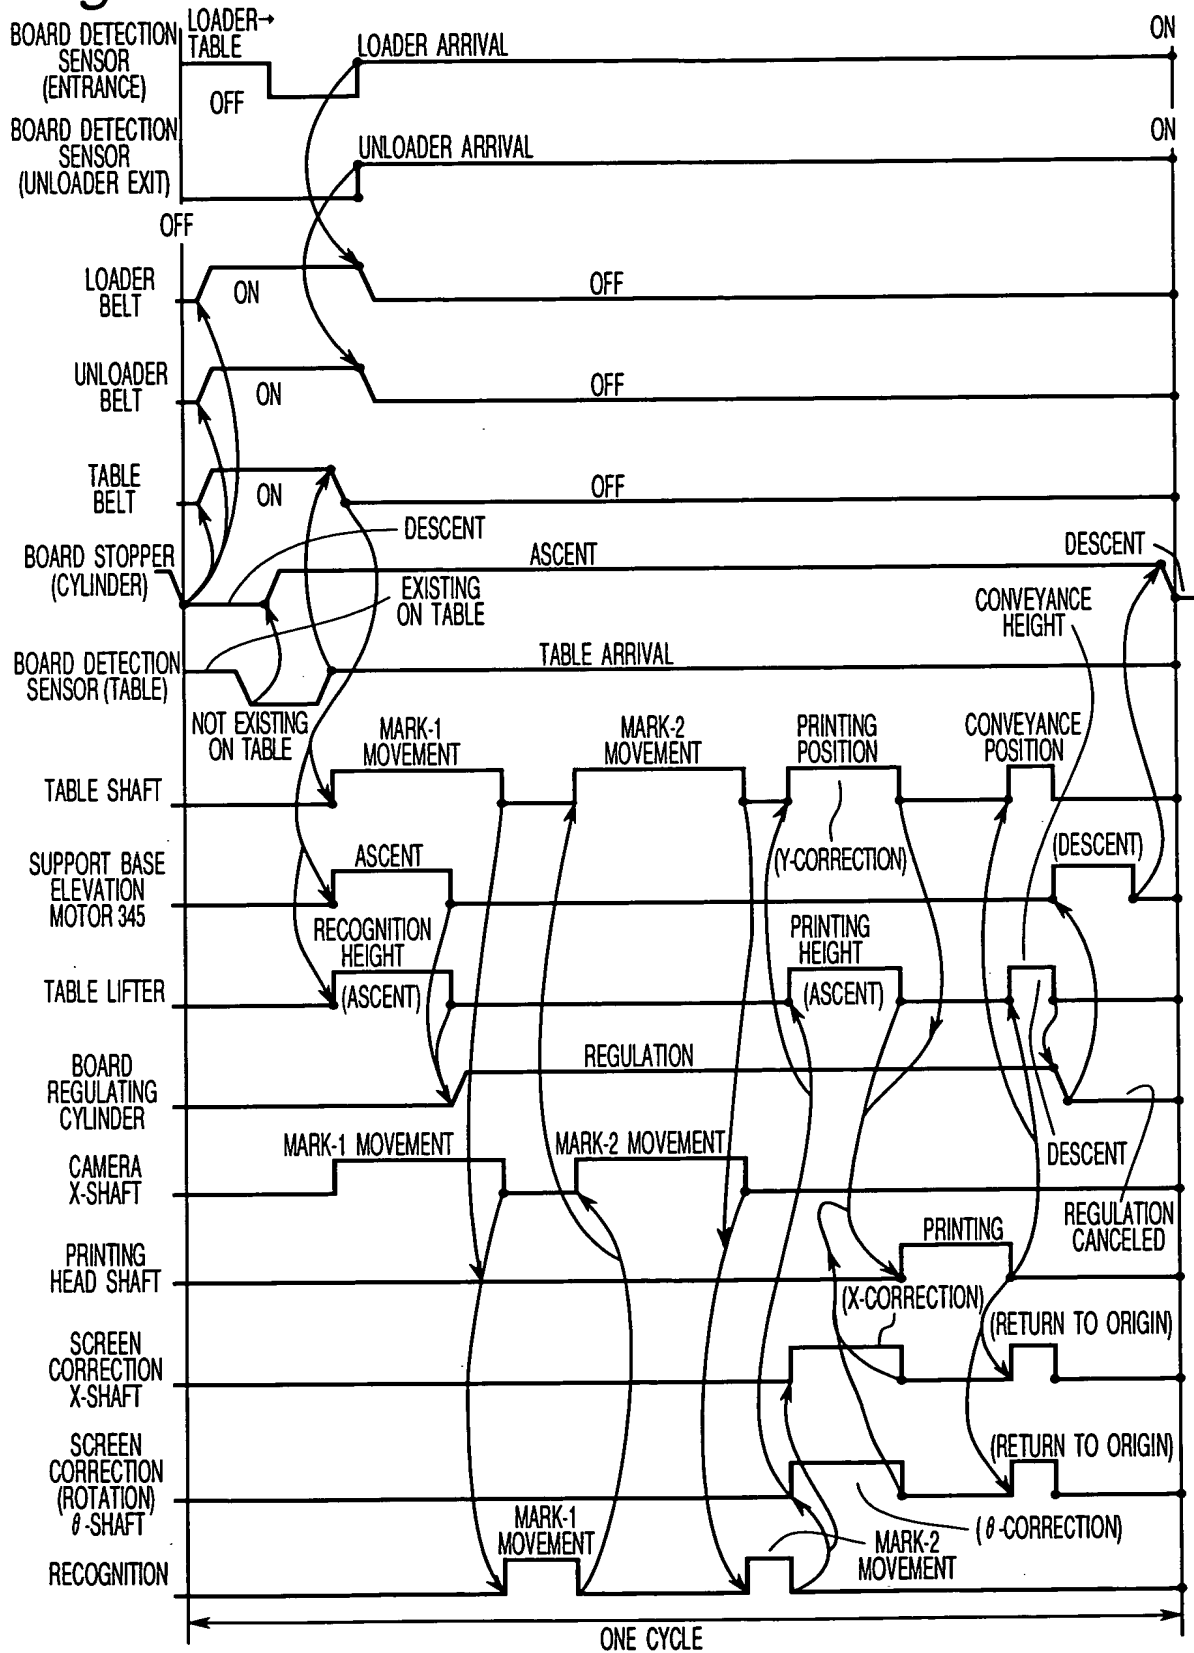 g
LOADER→
TABLE
BOARD DETECTION
SENSOR
(ENTRANCE)
LOADER ARRIVAL
ON
OFF
BOARD DETECTION
SENSOR
(UNLOADER EXIT)
UNLOADER ARRIVAL
ON
OFF
LOADER
BELT
ON
OFF
UNLOADER
BELT
ON
OFF
TABLE
BELT
ON
OFF
DESCENT
BOARD STOPPER
(CYLINDER)
ASCENT
DESCENT
EXISTING
ON TABLE
CONVEYANCE
HEIGHT
BOARD DETECTION
SENSOR (TABLE)
TABLE ARRIVAL
NOT EXISTING
ON TABLE
MARK-1
MOVEMENT
MARK-2
MOVEMENT
PRINTING
POSITION
CONVEYANCE
POSITION
TABLE SHAFT
(Y-CORRECTION)
SUPPORT BASE
ELEVATION
MOTOR 345
ASCENT
(DESCENT)
RECOGNITION
HEIGHT
PRINTING
HEIGHT
TABLE LIFTER
(ASCENT)
(ASCENT)
BOARD
REGULATING
CYLINDER
REGULATION
DESCENT
REGULATION
CANCELED
CAMERA
X-SHAFT
MARK-1 MOVEMENT
MARK-2 MOVEMENT
PRINTING
HEAD SHAFT
PRINTING
(X-CORRECTION)
SCREEN
CORRECTION
X-SHAFT
(RETURN TO ORIGIN)
SCREEN
CORRECTION
(ROTATION)
θ-SHAFT
(RETURN TO ORIGIN)
(θ-CORRECTION)
MARK-1
MOVEMENT
MARK-2
MOVEMENT
RECOGNITION
ONE CYCLE